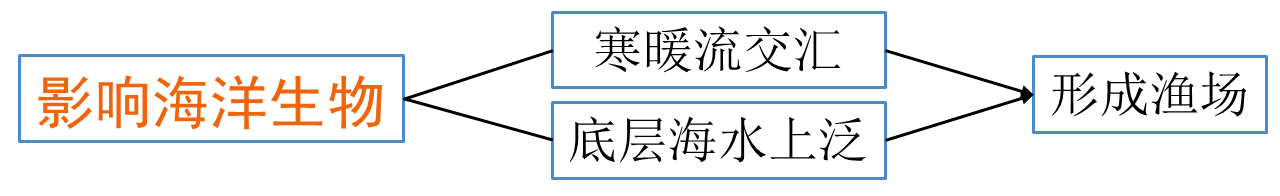 影响海洋生物
寒暖流交汇
底层海水上泛
形成渔场